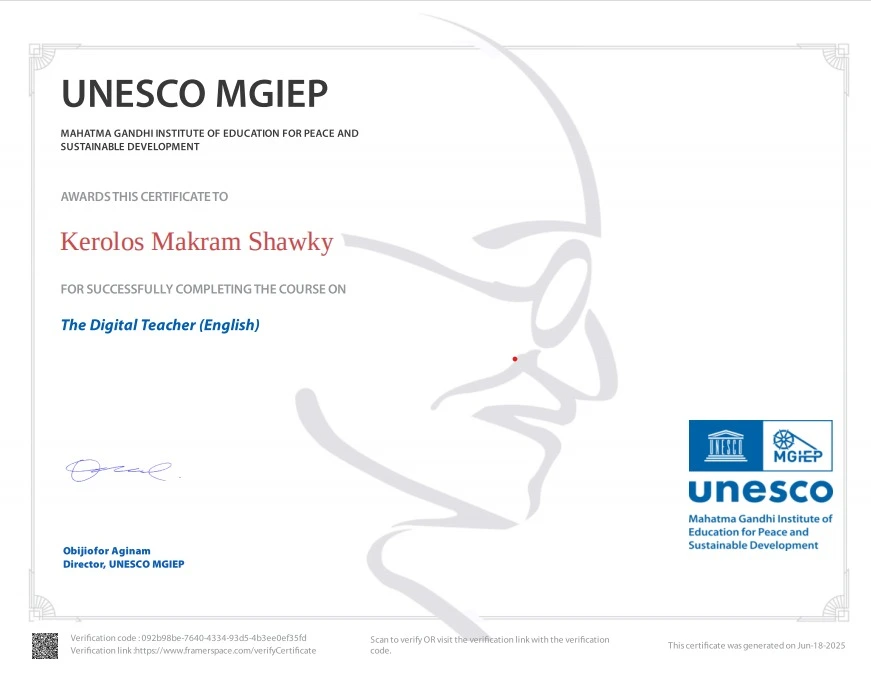 UNESCO MGIEP
MAHATMA GANDHI INSTITUTE OF EDUCATION FOR PEACE AND
SUSTAINABLE DEVELOPMENT
AWARDS THIS CERTIFICATE TO
Kerolos Makram Shawky
FOR SUCCESSFULLY COMPLETING THE COURSE ON
The Digital Teacher (English)
Obijiofor Aginam
Director, UNESCO MGIEP
UNESCO
MGIEP
unesco
Mahatma Gandhi Institute of
Education for Peace and
Sustainable Development
Verification code : 092b98be-7640-4334-93d5-4b3ee0ef35fd
Verification link :https://www.framerspace.com/verifyCertificate
Scan to verify OR visit the verification link with the verification
code.
This certificate was generated on Jun-18-2025